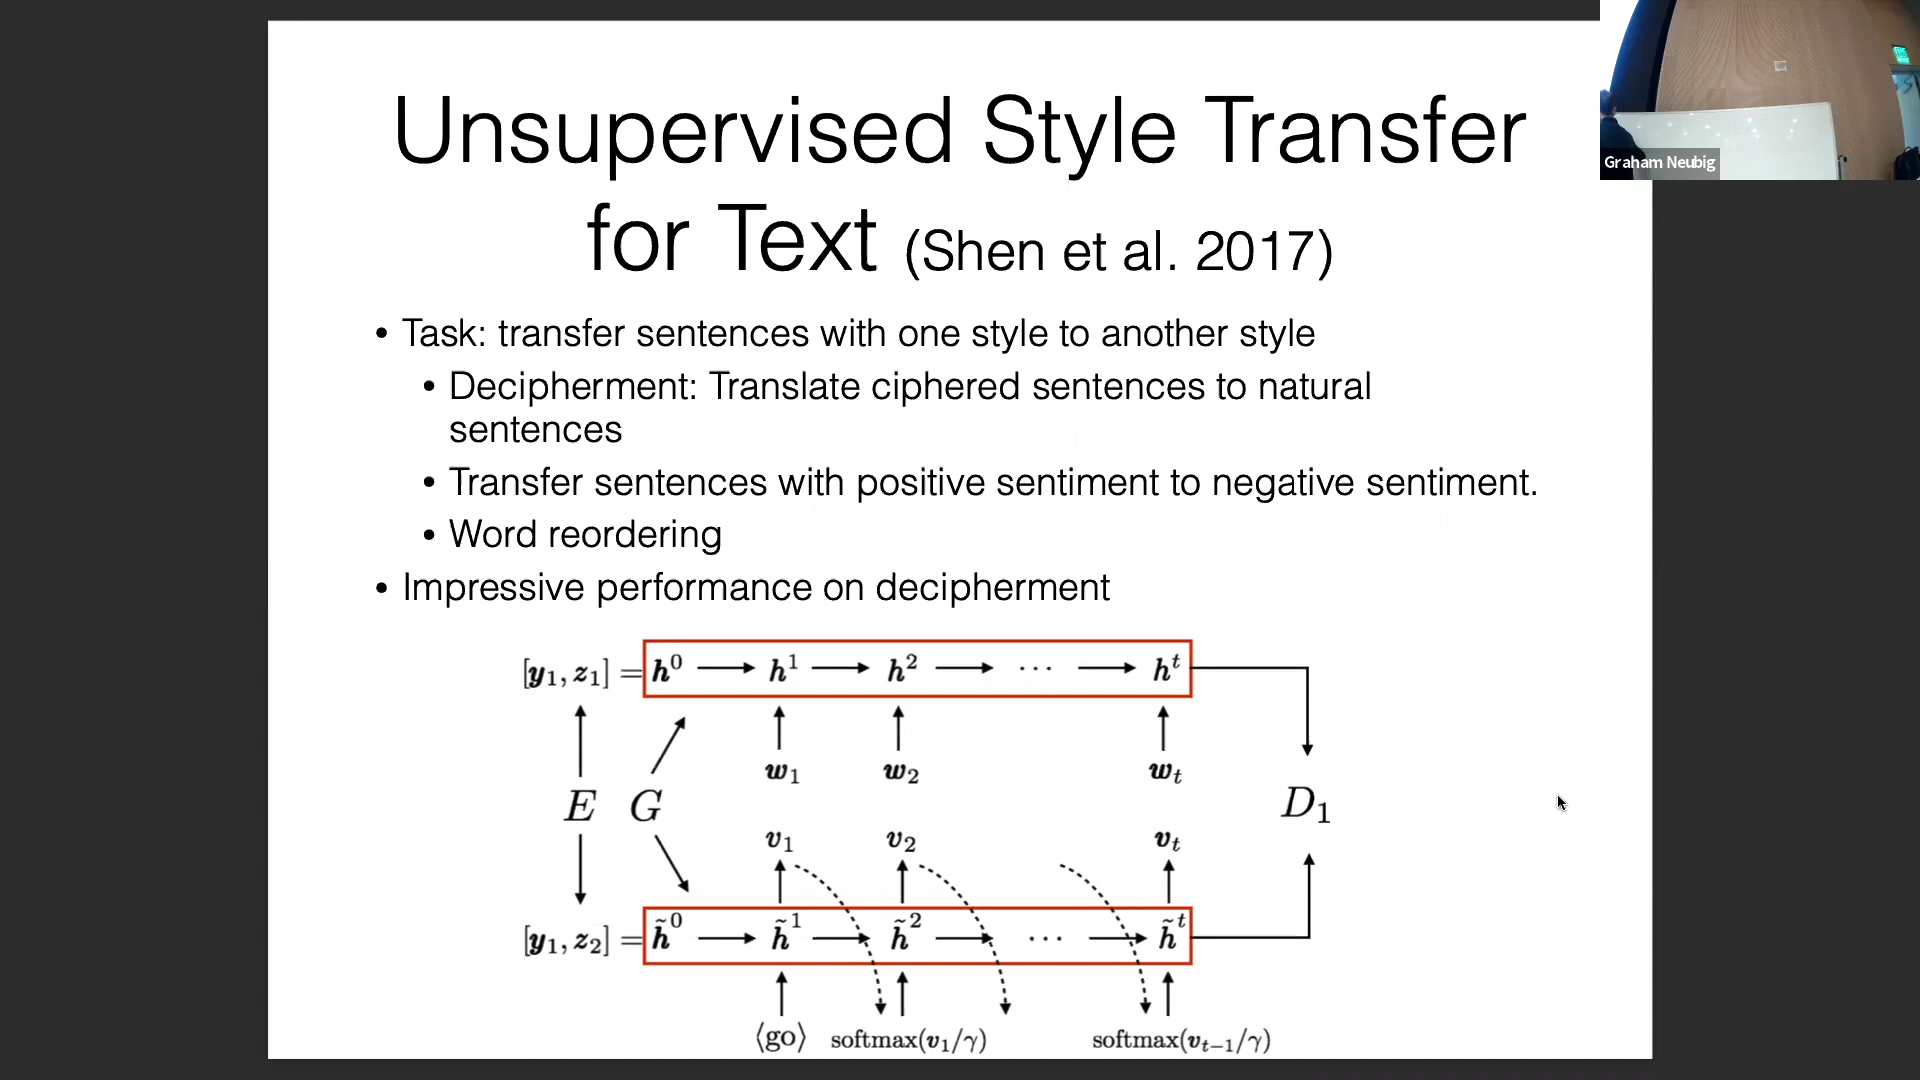 Unsupervised Style Transfer
for Text (Shen et al. 2017)
Graham Neubig
• Task: transfer sentences with one style to another style
• Decipherment: Translate ciphered sentences to natural
sentences
• Transfer sentences with positive sentiment to negative sentiment.
• Word reordering
• Impressive performance on decipherment
[y₁, z₁] = h⁰ h¹ h² ⋯ hᵗ
w₁ w₂ wₜ
E G D₁
v₁ v₂ vₜ
[y₁, z₂] = h̃⁰ h̃¹ h̃² ⋯ h̃ᵗ
⟨go⟩ softmax(v₁/γ) softmax(vₜ₋₁/γ)